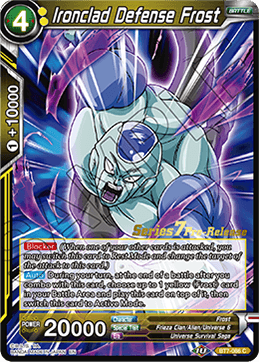 4
Ironclad Defense Frost
BATTLE
+10000
Series 7 Pre-Release
Blocker (When one of your other cards is attacked, you
may switch this card to Rest Mode and change the target of
the attack to this card.)
Auto During your turn, at the end of a battle after you
combo with this card, choose up to 1 yellow ‹Frost› card
in your Battle Area and play this card on top of it, then
switch this card to Active Mode.
POWER
20000
Character
Frost
Frieza Clan/Alien/Universe 6
Universe Survival Saga
BT7-086 C